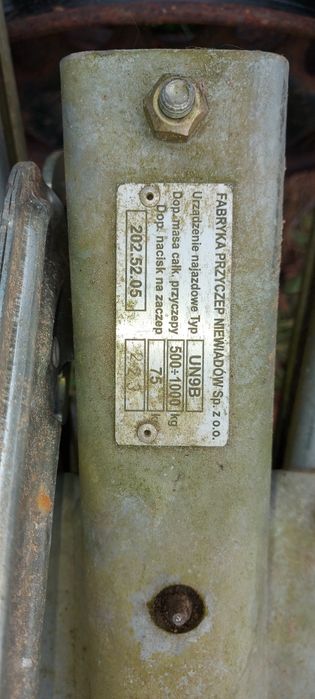 FABRYKA PRZYCZEP NIEWIADÓW Sp. z o.o.
Urządzenie najazdowe Typ UN9B
Dop. masa całk. przyczepy 500÷1000 kg
Dop. nacisk na zaczep 75 k
202.52.05